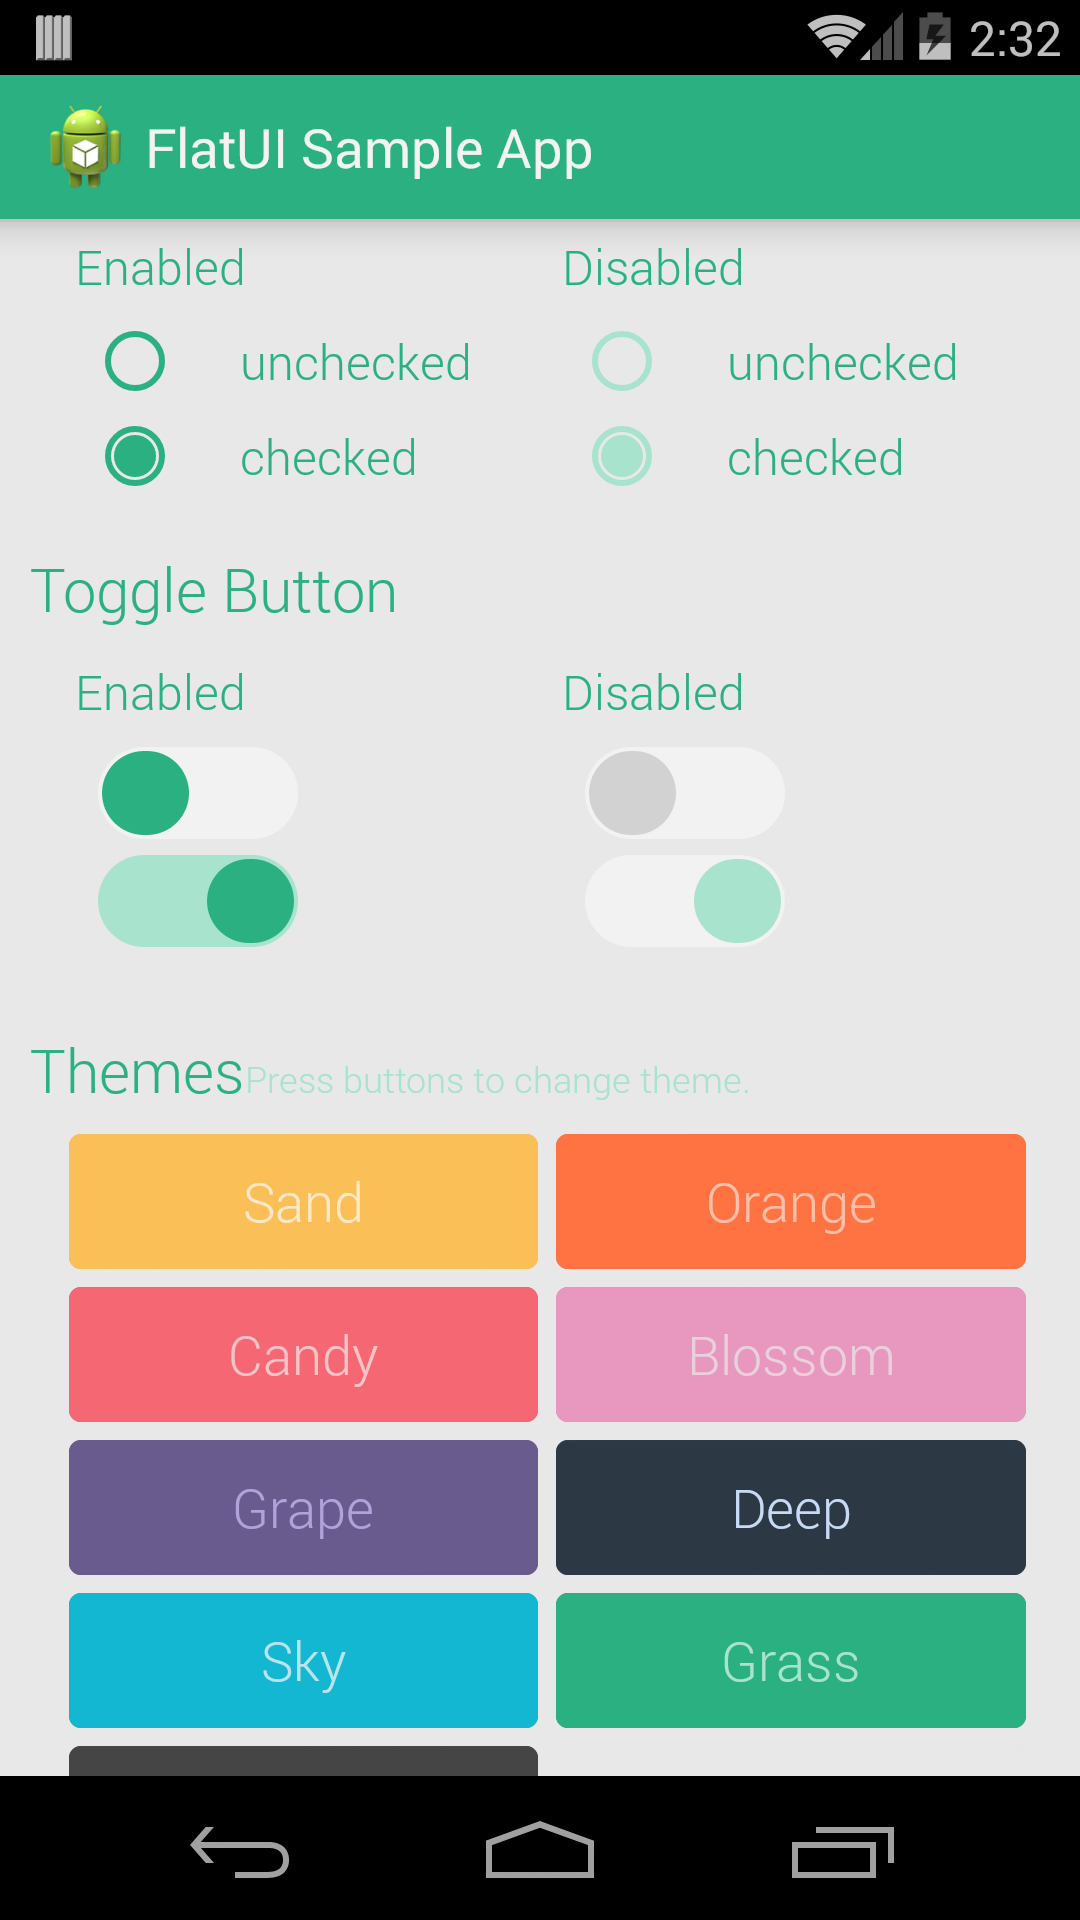 2:32
FlatUI Sample App
Enabled Disabled
unchecked unchecked
checked checked
Toggle Button
Enabled Disabled
Themes Press buttons to change theme.
Sand Orange
Candy Blossom
Grape Deep
Sky Grass